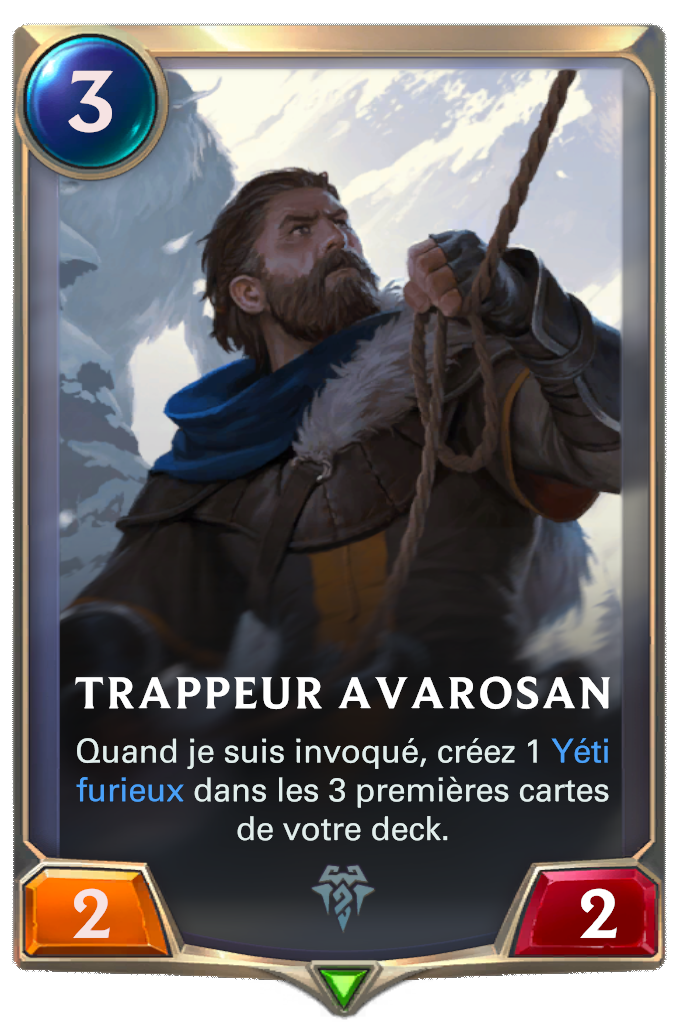 3
TRAPPEUR AVAROSAN
Quand je suis invoqué, créez 1 Yéti
furieux dans les 3 premières cartes
de votre deck.
2
2